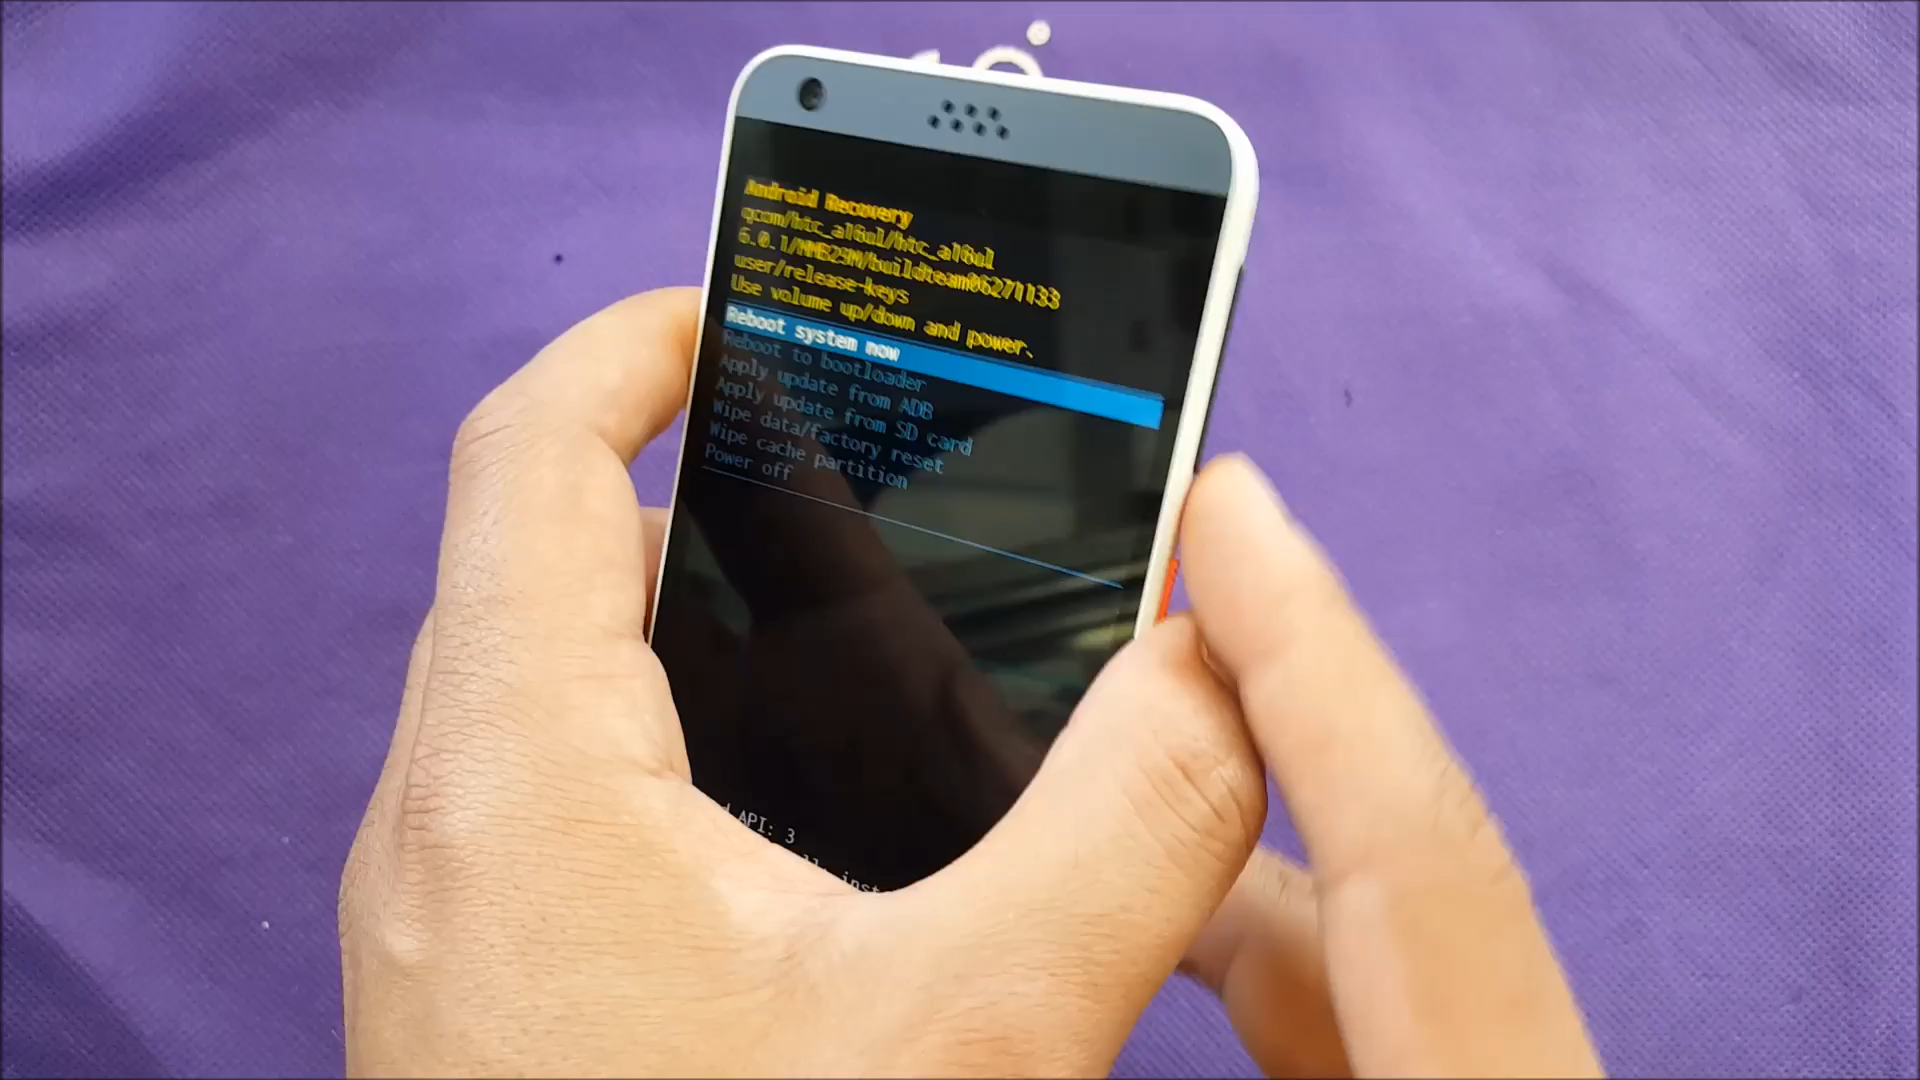 Android Recovery
qcom/htc_a16ul/htc_a16ul
6.0.1/MMB29M/buildteam06271133
user/release-keys
Use volume up/down and power.
Reboot system now
Reboot to bootloader
Apply update from ADB
Apply update from SD card
Wipe data/factory reset
Wipe cache partition
Power off
API: 3